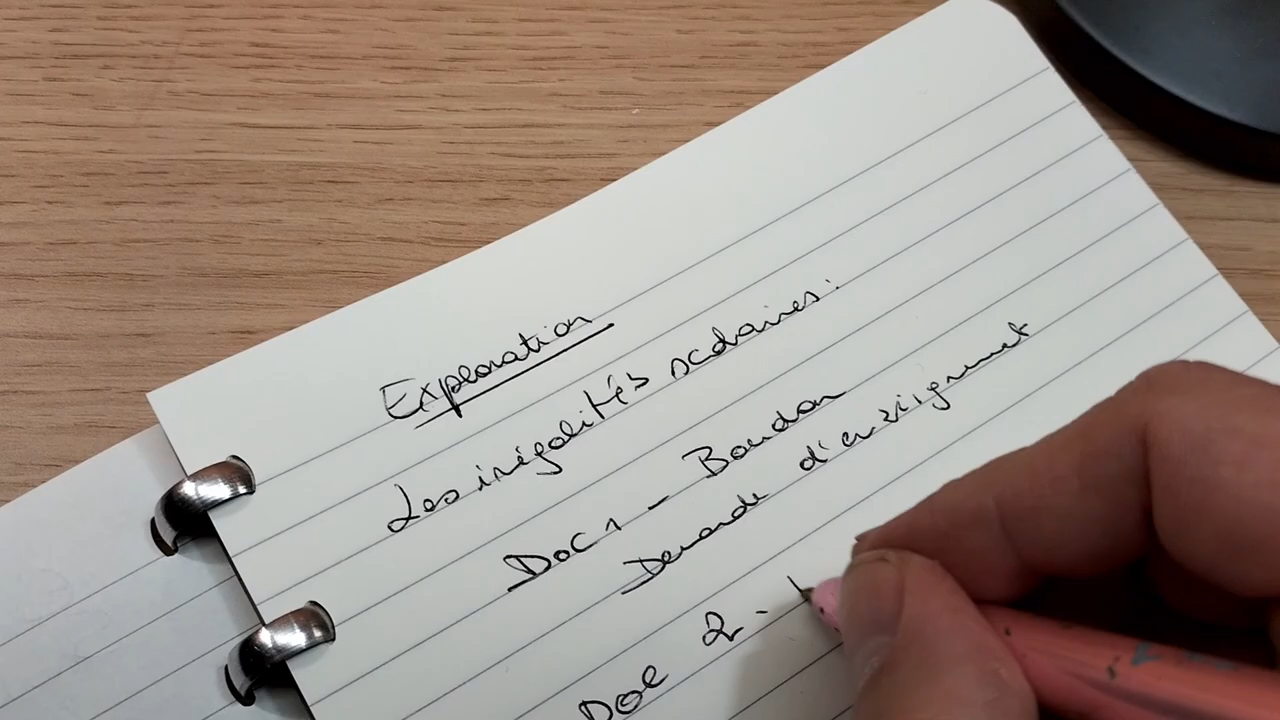 Exploration
Les inégalités scolaires :
Doc 1 - Boudon
Demande d'enseignement
Doc 2 -